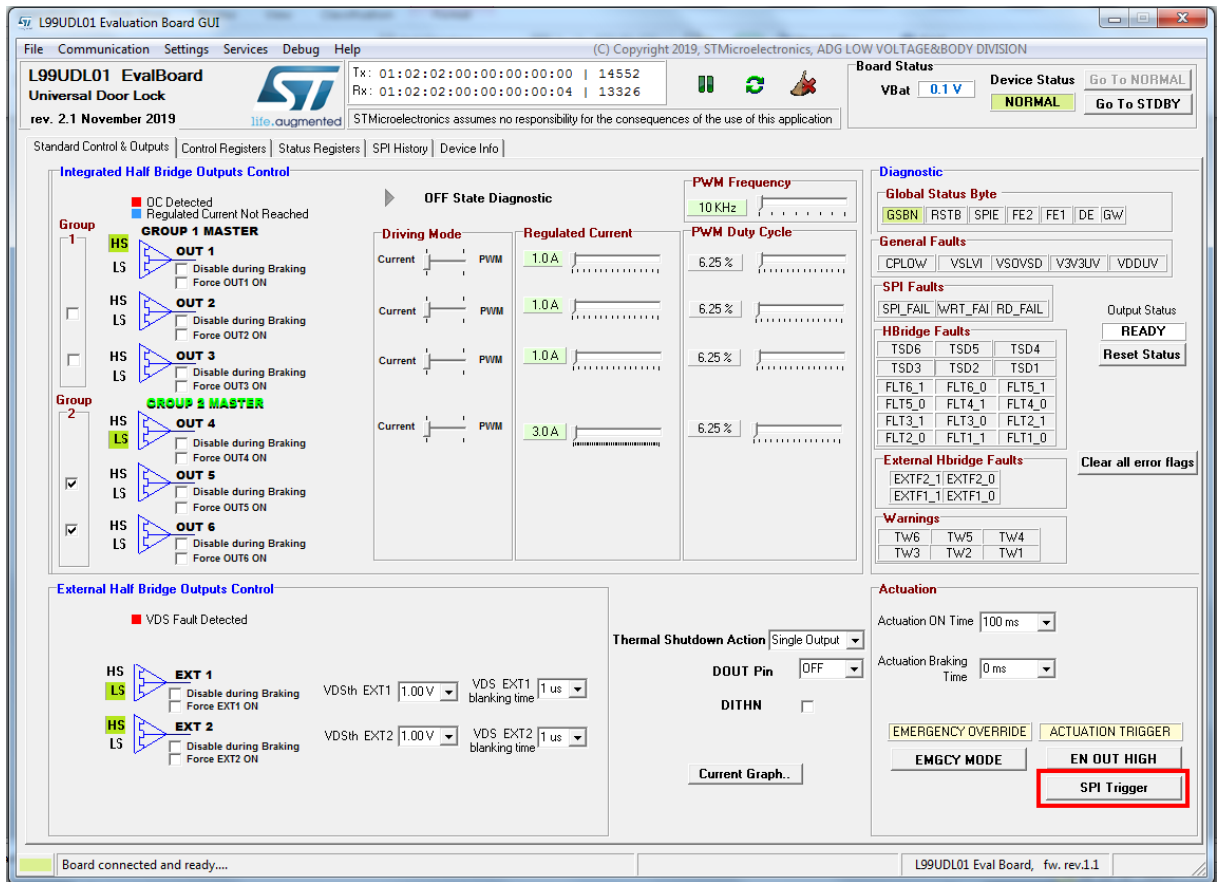 L99UDL01 Evaluation Board GUI
File Communication Settings Services Debug Help (C) Copyright 2019, STMicroelectronics, ADG LOW VOLTAGE&BODY DIVISION
L99UDL01 EvalBoard
Universal Door Lock
rev. 2.1 November 2019
ST
life.augmented
Tx: 01:02:02:00:00:00:00:00 | 14552
Rx: 01:02:02:00:00:00:00:04 | 13326
STMicroelectronics assumes no responsibility for the consequences of the use of this application
Board Status
VBat 0.1 V
Device Status
NORMAL
Go To NORMAL
Go To STDBY
Standard Control & Outputs Control Registers Status Registers SPI History Device Info
Integrated Half Bridge Outputs Control
OC Detected
Regulated Current Not Reached
OFF State Diagnostic
PWM Frequency
10 KHz
Group
1
GROUP 1 MASTER
Driving Mode
Regulated Current
PWM Duty Cycle
HS
LS
OUT 1
Disable during Braking
Force OUT1 ON
Current PWM 1.0 A 6.25 %
HS
LS
OUT 2
Disable during Braking
Force OUT2 ON
Current PWM 1.0 A 6.25 %
HS
LS
OUT 3
Disable during Braking
Force OUT3 ON
Current PWM 1.0 A 6.25 %
Group
2
GROUP 2 MASTER
HS
LS
OUT 4
Disable during Braking
Force OUT4 ON
Current PWM 3.0 A 6.25 %
HS
LS
OUT 5
Disable during Braking
Force OUT5 ON
HS
LS
OUT 6
Disable during Braking
Force OUT6 ON
Diagnostic
Global Status Byte
GSBN RSTB SPIE FE2 FE1 DE GW
General Faults
CPLOW VSLVI VSOVSD V3V3UV VDDUV
SPI Faults
SPI_FAIL WRT_FAI RD_FAIL
HBridge Faults
TSD6 TSD5 TSD4
TSD3 TSD2 TSD1
FLT6_1 FLT6_0 FLT5_1
FLT5_0 FLT4_1 FLT4_0
FLT3_1 FLT3_0 FLT2_1
FLT2_0 FLT1_1 FLT1_0
Output Status
READY
Reset Status
External Hbridge Faults
EXTF2_1 EXTF2_0
EXTF1_1 EXTF1_0
Clear all error flags
Warnings
TW6 TW5 TW4
TW3 TW2 TW1
External Half Bridge Outputs Control
VDS Fault Detected
HS
LS
EXT 1
Disable during Braking
Force EXT1 ON
VDSth EXT1 1.00 V
VDS EXT1
blanking time
1 us
HS
LS
EXT 2
Disable during Braking
Force EXT2 ON
VDSth EXT2 1.00 V
VDS EXT2
blanking time
1 us
Thermal Shutdown Action Single Output
DOUT Pin OFF
DITHN
Current Graph..
Actuation
Actuation ON Time 100 ms
Actuation Braking
Time
0 ms
EMERGENCY OVERRIDE ACTUATION TRIGGER
EMGCY MODE EN OUT HIGH
SPI Trigger
Board connected and ready.... L99UDL01 Eval Board, fw. rev.1.1